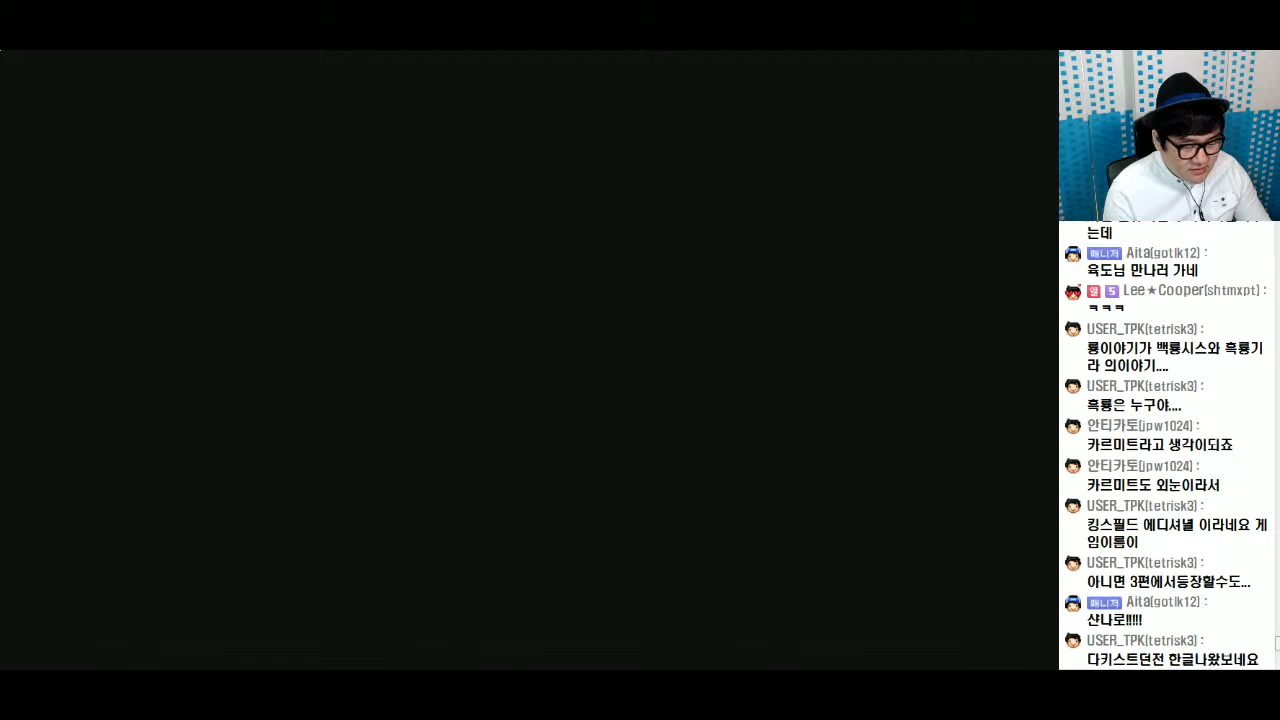 는데
매니저 Aita(gotlk12) :
육도님 만나러 가네
열 5 Lee★Cooper(shtmxpt) :
ㅋㅋㅋ
USER_TPK(tetrisk3) :
룡이야기가 백룡시스와 흑룡기
라 의이야기....
USER_TPK(tetrisk3) :
흑룡은 누구야....
안티카토(jpw1024) :
카르미트라고 생각이되죠
안티카토(jpw1024) :
카르미트도 외눈이라서
USER_TPK(tetrisk3) :
킹스필드 에디셔널 이라네요 게
임이름이
USER_TPK(tetrisk3) :
아니면 3편에서등장할수도...
매니저 Aita(gotlk12) :
샨나로!!!!!
USER_TPK(tetrisk3) :
다키스트던전 한글나왔보네요